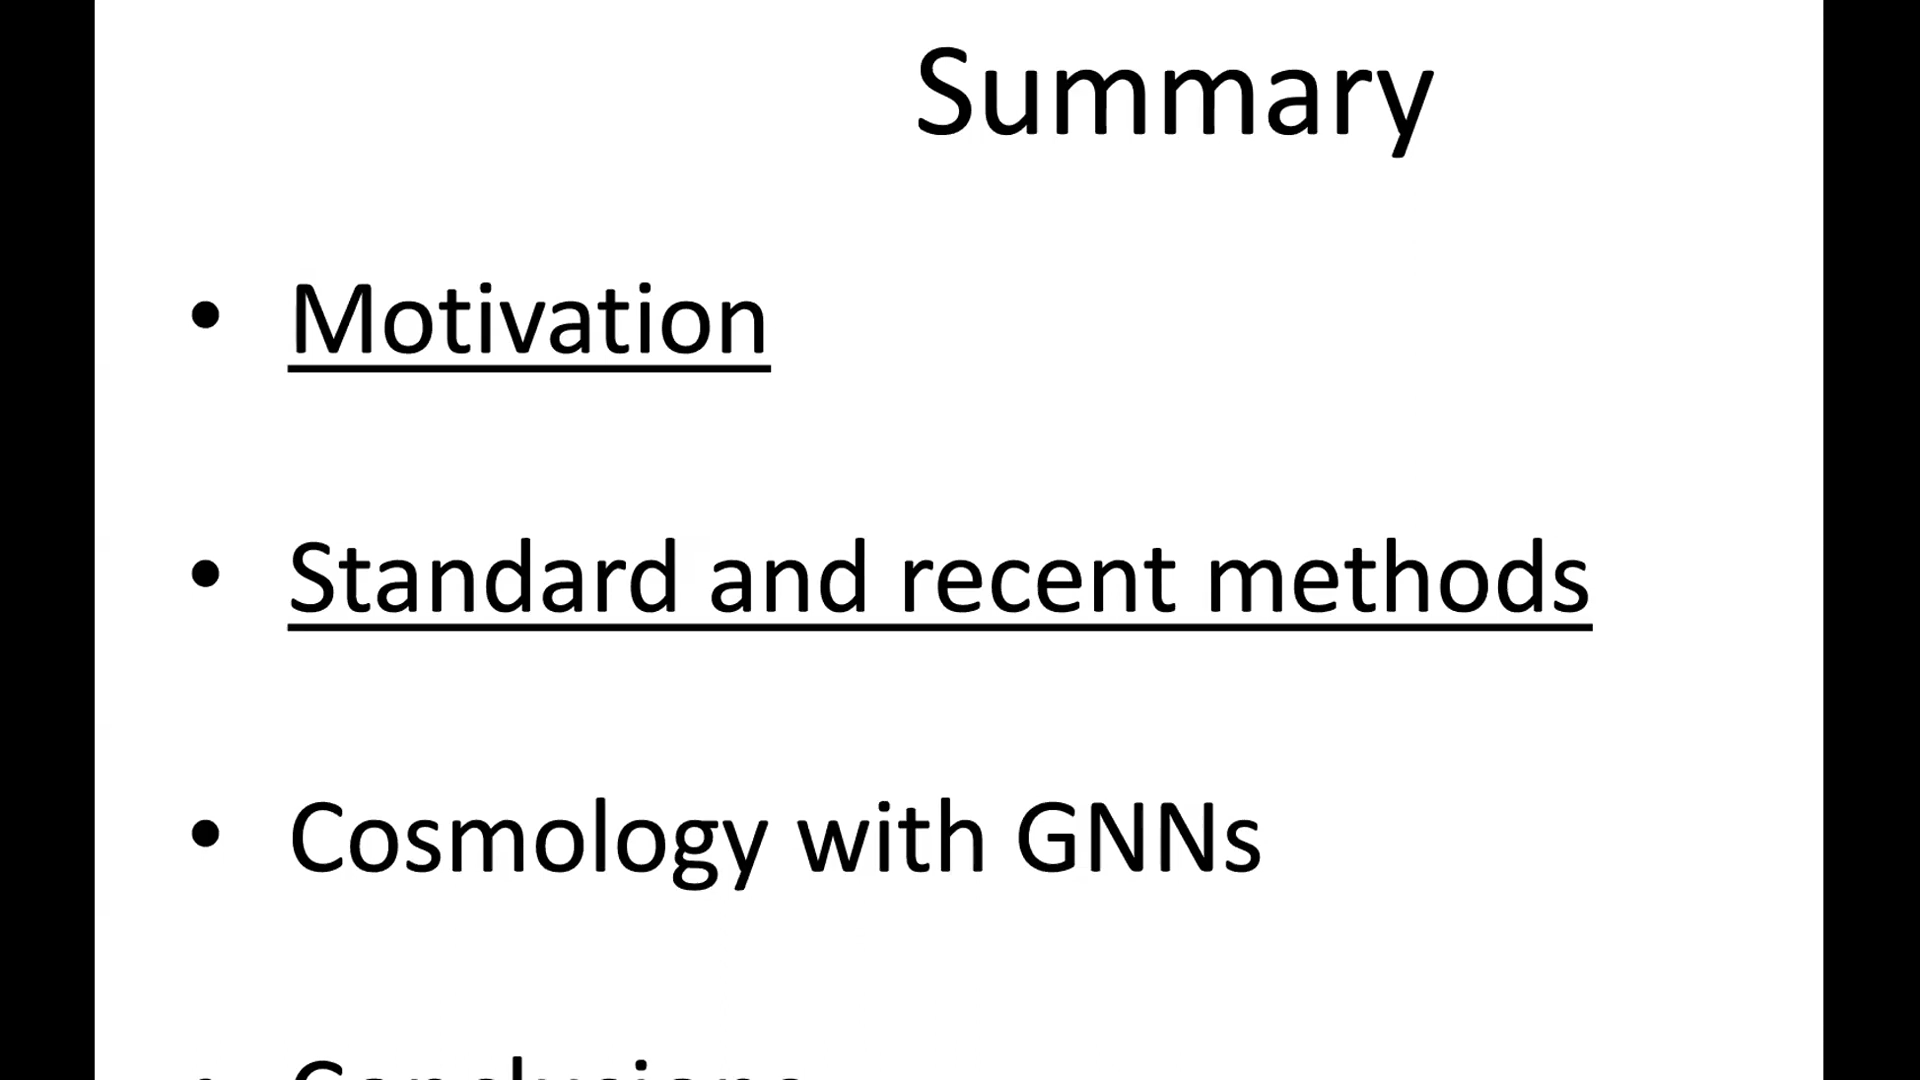 Summary
• Motivation
• Standard and recent methods
• Cosmology with GNNs
• Conclusions